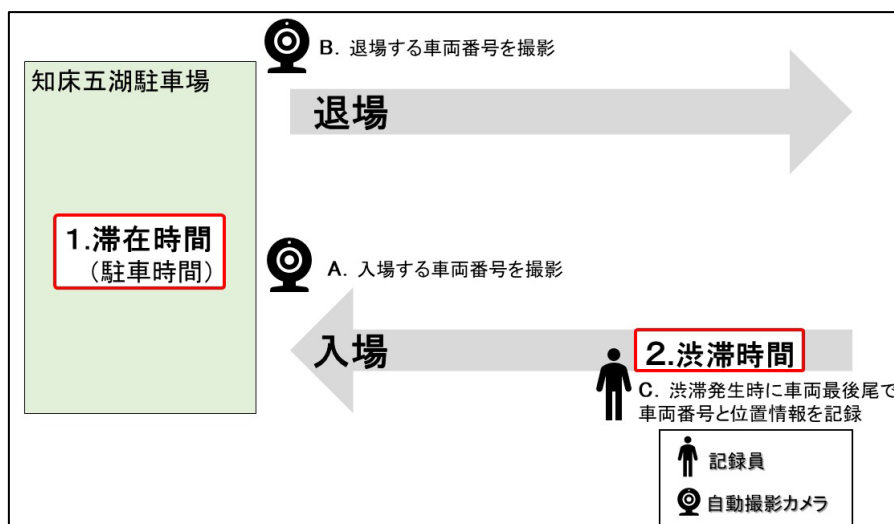 B. 退場する車両番号を撮影
知床五湖駐車場
退場
1.滞在時間
(駐車時間)
A. 入場する車両番号を撮影
入場
2.渋滞時間
C. 渋滞発生時に車両最後尾で
車両番号と位置情報を記録
記録員
自動撮影カメラ